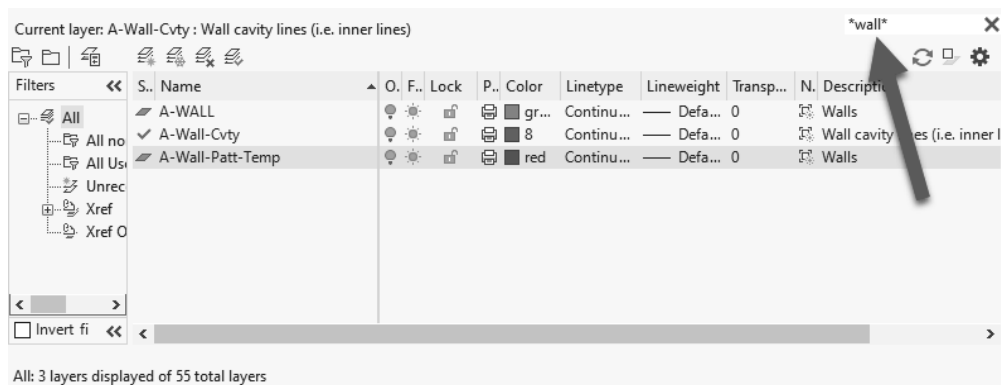 Current layer: A-Wall-Cvty : Wall cavity lines (i.e. inner lines)
*wall*
Filters
S.. Name O. F.. Lock P.. Color Linetype Lineweight Transp... N. Descriptic
All
A-WALL gr... Continu... Defa... 0 Walls
All no
A-Wall-Cvty 8 Continu... Defa... 0 Wall cavity (i.e. inner l
All Us
A-Wall-Patt-Temp red Continu... Defa... 0 Walls
Unrec
Xref
Xref O
Invert fi
All: 3 layers displayed of 55 total layers